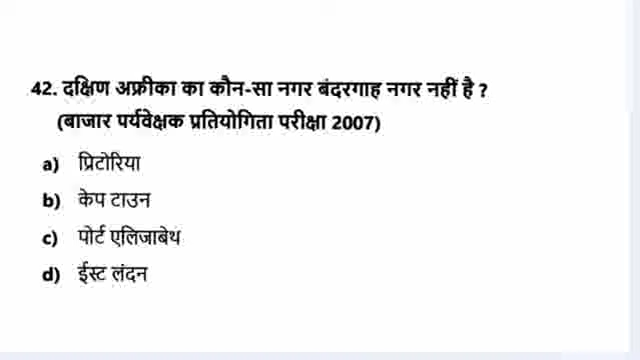 42. दक्षिण अफ्रीका का कौन-सा नगर बंदरगाह नगर नहीं है ?
(बाजार पर्यवेक्षक प्रतियोगिता परीक्षा 2007)
a) प्रिटोरिया
b) केप टाउन
c) पोर्ट एलिजाबेथ
d) ईस्ट लंदन